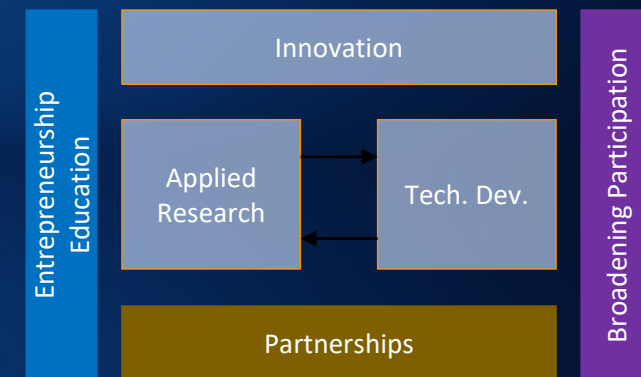 Entrepreneurship
Education
Innovation
Applied
Research
Tech. Dev.
Partnerships
Broadening Participation